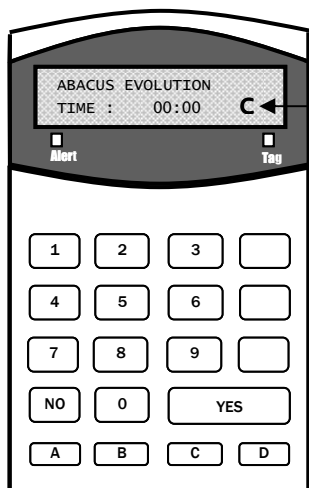 ABACUS EVOLUTION
TIME : 00:00 C
Alert Tag
1 2 3
4 5 6
7 8 9
NO 0 YES
A B C D